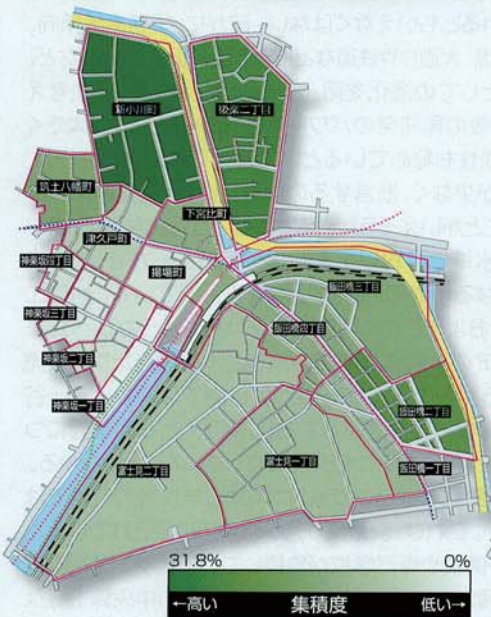 新小川町
後楽二丁目
筑土八幡町
下宮比町
津久戸町
神楽坂四丁目
揚場町
飯田橋三丁目
神楽坂三丁目
飯田橋四丁目
神楽坂二丁目
神楽坂一丁目
飯田橋二丁目
富士見二丁目
富士見一丁目
飯田橋一丁目
31.8% 0%
←高い 集積度 低い→